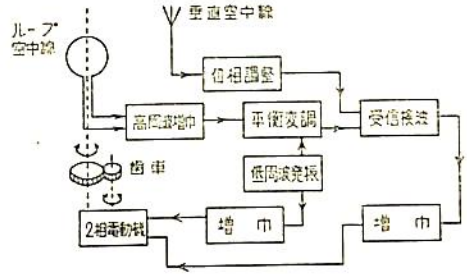 ループ
空中線
垂直空中線
位相調整
高周波増巾
平衡変調
受信検波
歯車
低周波発振
2相電動機
増巾
増巾